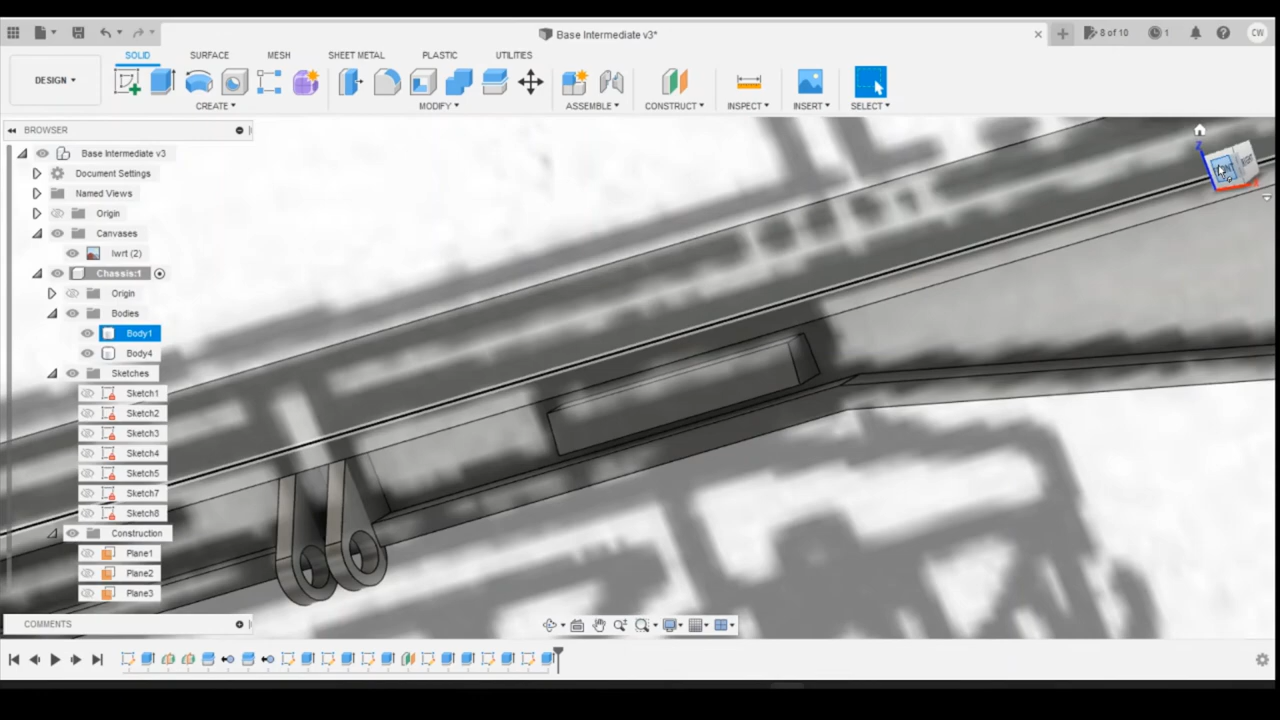 Base Intermediate v3*
8 of 10
1
CW
DESIGN
SOLID
SURFACE
MESH
SHEET METAL
PLASTIC
UTILITIES
CREATE
MODIFY
ASSEMBLE
CONSTRUCT
INSPECT
INSERT
SELECT
BROWSER
Base Intermediate v3
Document Settings
Named Views
Origin
Canvases
lwrt (2)
Chassis:1
Origin
Bodies
Body1
Body4
Sketches
Sketch1
Sketch2
Sketch3
Sketch4
Sketch5
Sketch7
Sketch8
Construction
Plane1
Plane2
Plane3
COMMENTS
Z
RIGHT